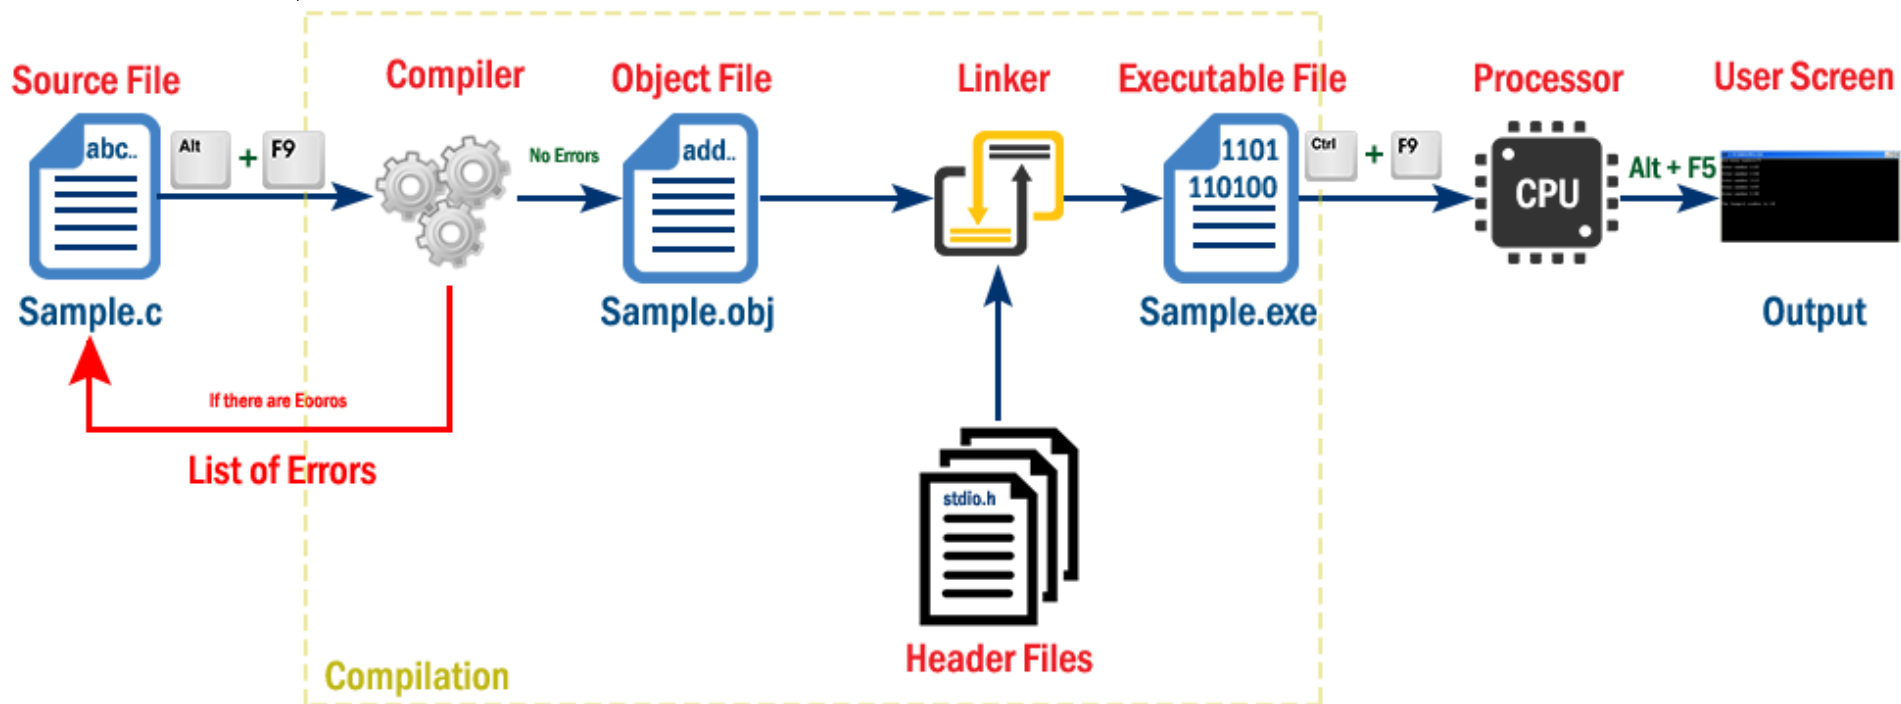 Source File
Compiler
Object File
Linker
Executable File
Processor
User Screen
abc..
Alt + F9
No Errors
add..
1101
110100
Ctrl + F9
CPU
Alt + F5
Sample.c
Sample.obj
Sample.exe
Output
If there are Eooros
List of Errors
stdio.h
Header Files
Compilation